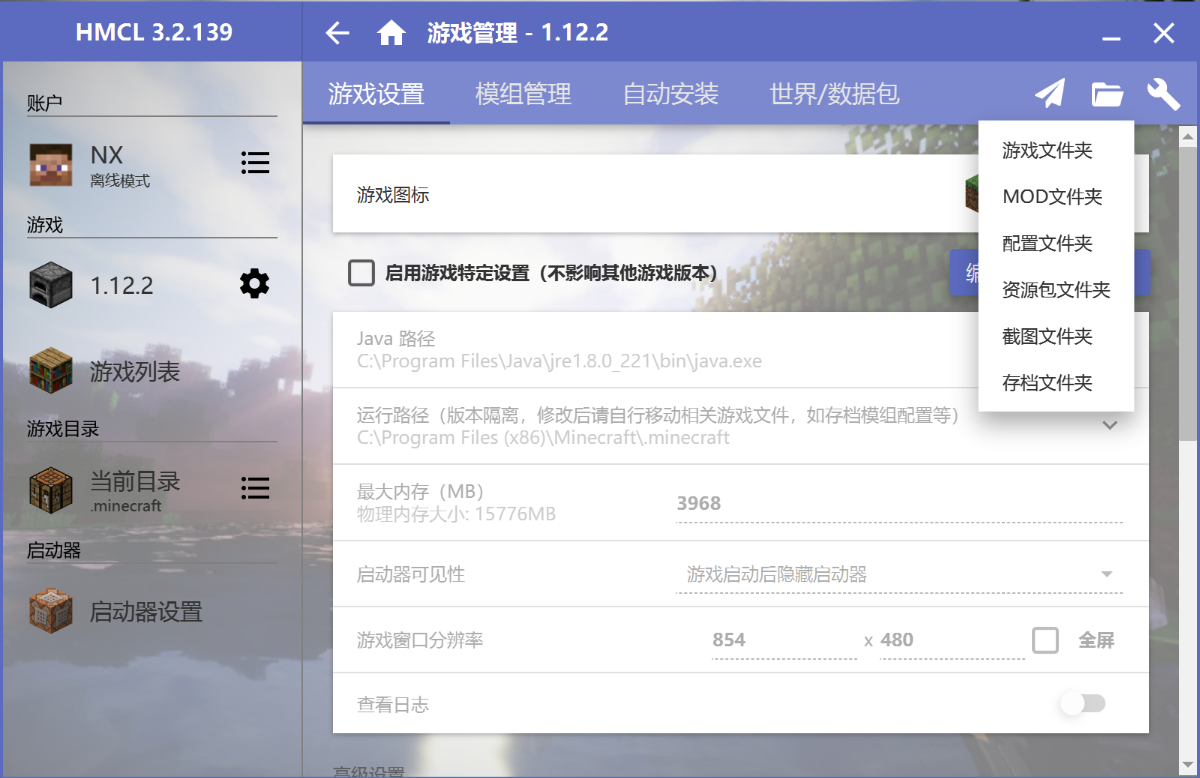 HMCL 3.2.139
游戏管理 - 1.12.2
游戏设置
模组管理
自动安装
世界/数据包
账户
NX
离线模式
游戏
1.12.2
游戏列表
游戏目录
当前目录
.minecraft
启动器
启动器设置
游戏文件夹
MOD文件夹
配置文件夹
资源包文件夹
截图文件夹
存档文件夹
游戏图标
启用游戏特定设置（不影响其他游戏版本）
编
Java 路径
C:\Program Files\Java\jre1.8.0_221\bin\java.exe
运行路径（版本隔离，修改后请自行移动相关游戏文件，如存档模组配置等）
C:\Program Files (x86)\Minecraft\.minecraft
最大内存（MB）
物理内存大小: 15776MB
3968
启动器可见性
游戏启动后隐藏启动器
游戏窗口分辨率
854 x 480
全屏
查看日志
高级设置